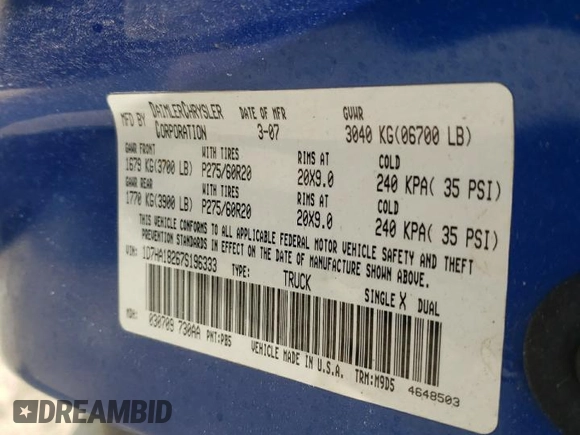 MFD BY DAIMLERCHRYSLER CORPORATION
DATE OF MFR 3-07
GVWR 3040 KG(06700 LB)
GAWR FRONT WITH TIRES RIMS AT COLD
1679 KG(3700 LB) P275/60R20 20X9.0 240 KPA( 35 PSI)
GAWR REAR WITH TIRES RIMS AT COLD
1770 KG(3900 LB) P275/60R20 20X9.0 240 KPA( 35 PSI)
THIS VEHICLE CONFORMS TO ALL APPLICABLE FEDERAL MOTOR VEHICLE SAFETY AND THEFT
PREVENTION STANDARDS IN EFFECT ON THE DATE OF MANUFACTURE SHOWN ABOVE.
VIN: 1D7HA18267S196333 TYPE: TRUCK SINGLE X DUAL
MDH: 030709 730AA PNT:PB5
VEHICLE MADE IN U.S.A. TRM:M9D5
4648503
DREAMBID